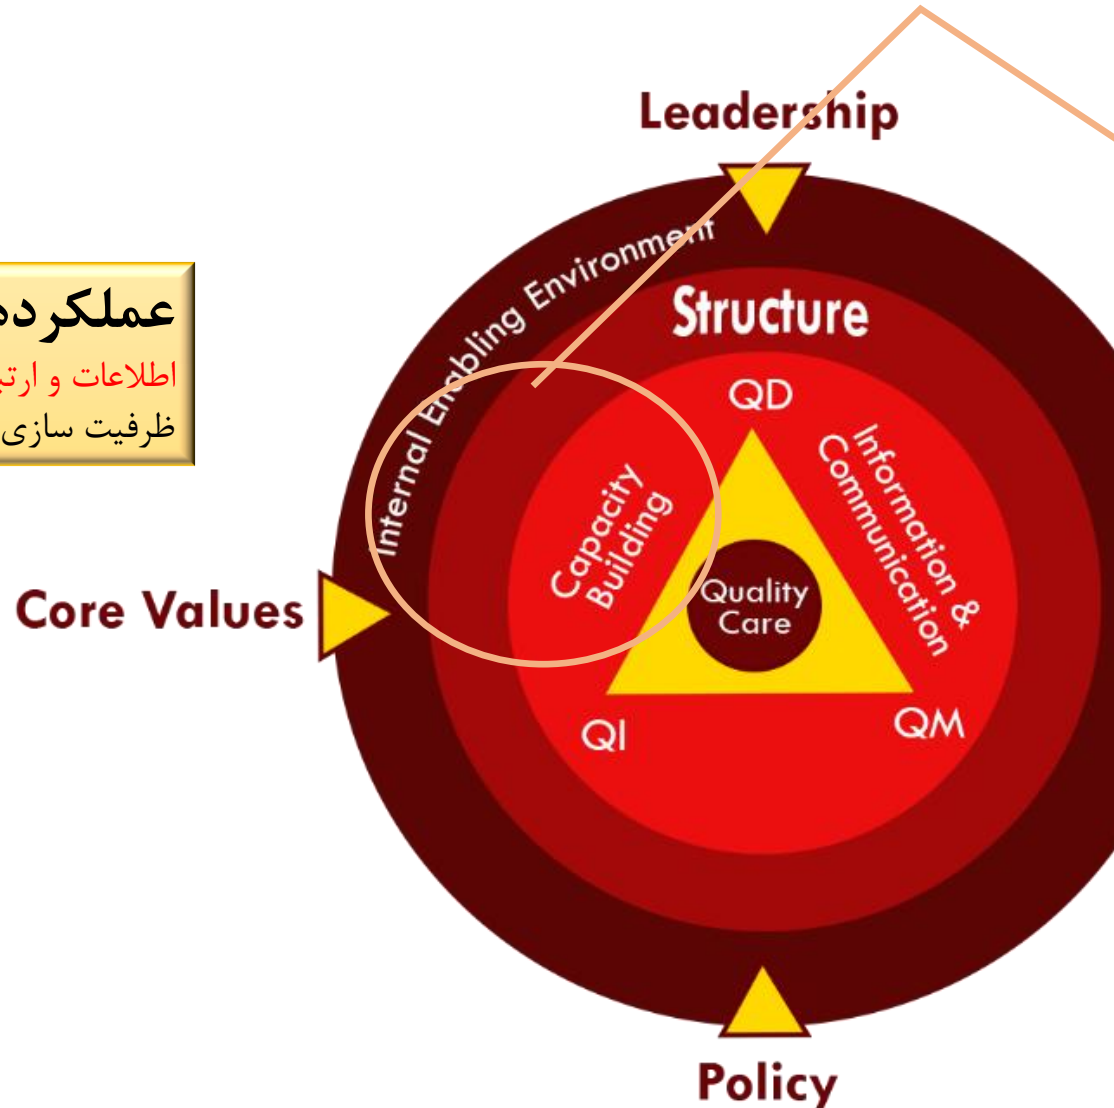 Leadership
Internal Enabling Environment
Structure
عملکرده
اطلاعات و
ظرفیت سازی
QD
Information &
Communication
Capacity
Building
Quality
Care
Core Values
QI
QM
Policy